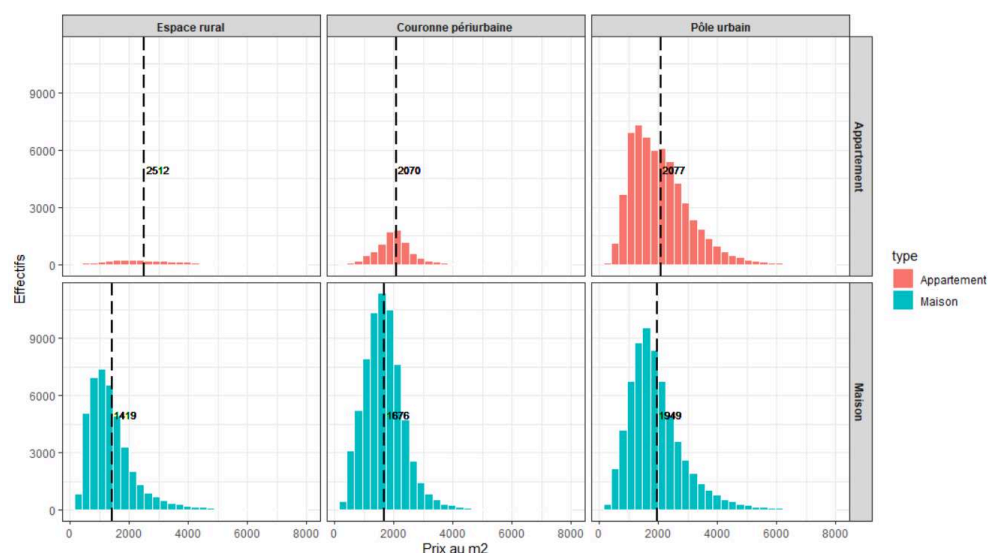 Espace rural
Couronne périurbaine
Pôle urbain
9000
6000
3000
0
2512
2070
2077
Appartement
Effectifs
9000
6000
3000
0
1419
1676
1949
Maison
0 2000 4000 6000 8000
0 2000 4000 6000 8000
0 2000 4000 6000 8000
Prix au m2
type
Appartement
Maison